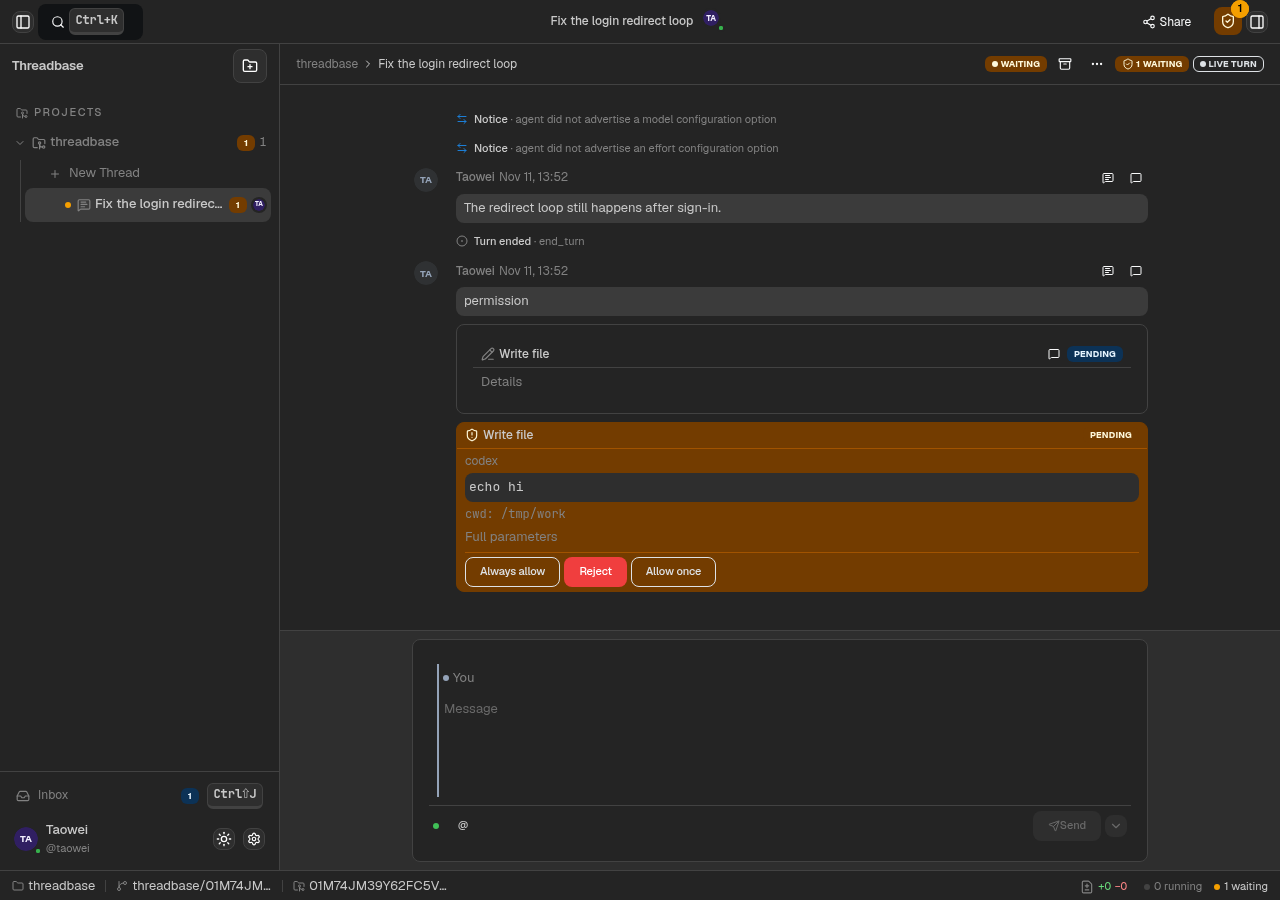 Ctrl+K
Fix the login redirect loop
TA
Share
1
Threadbase
threadbase
Fix the login redirect loop
WAITING
1 WAITING
LIVE TURN
PROJECTS
threadbase
1
1
New Thread
Fix the login redirec...
1
TA
Notice · agent did not advertise a model configuration option
Notice · agent did not advertise an effort configuration option
TA
Taowei Nov 11, 13:52
The redirect loop still happens after sign-in.
Turn ended · end_turn
TA
Taowei Nov 11, 13:52
permission
Write file
PENDING
Details
Write file
PENDING
codex
echo hi
cwd: /tmp/work
Full parameters
Always allow
Reject
Allow once
You
Message
@
Send
Inbox
1
Ctrl⇧J
TA
Taowei
@taowei
threadbase
threadbase/01M74JM...
01M74JM39Y62FC5V...
+0 −0
0 running
1 waiting